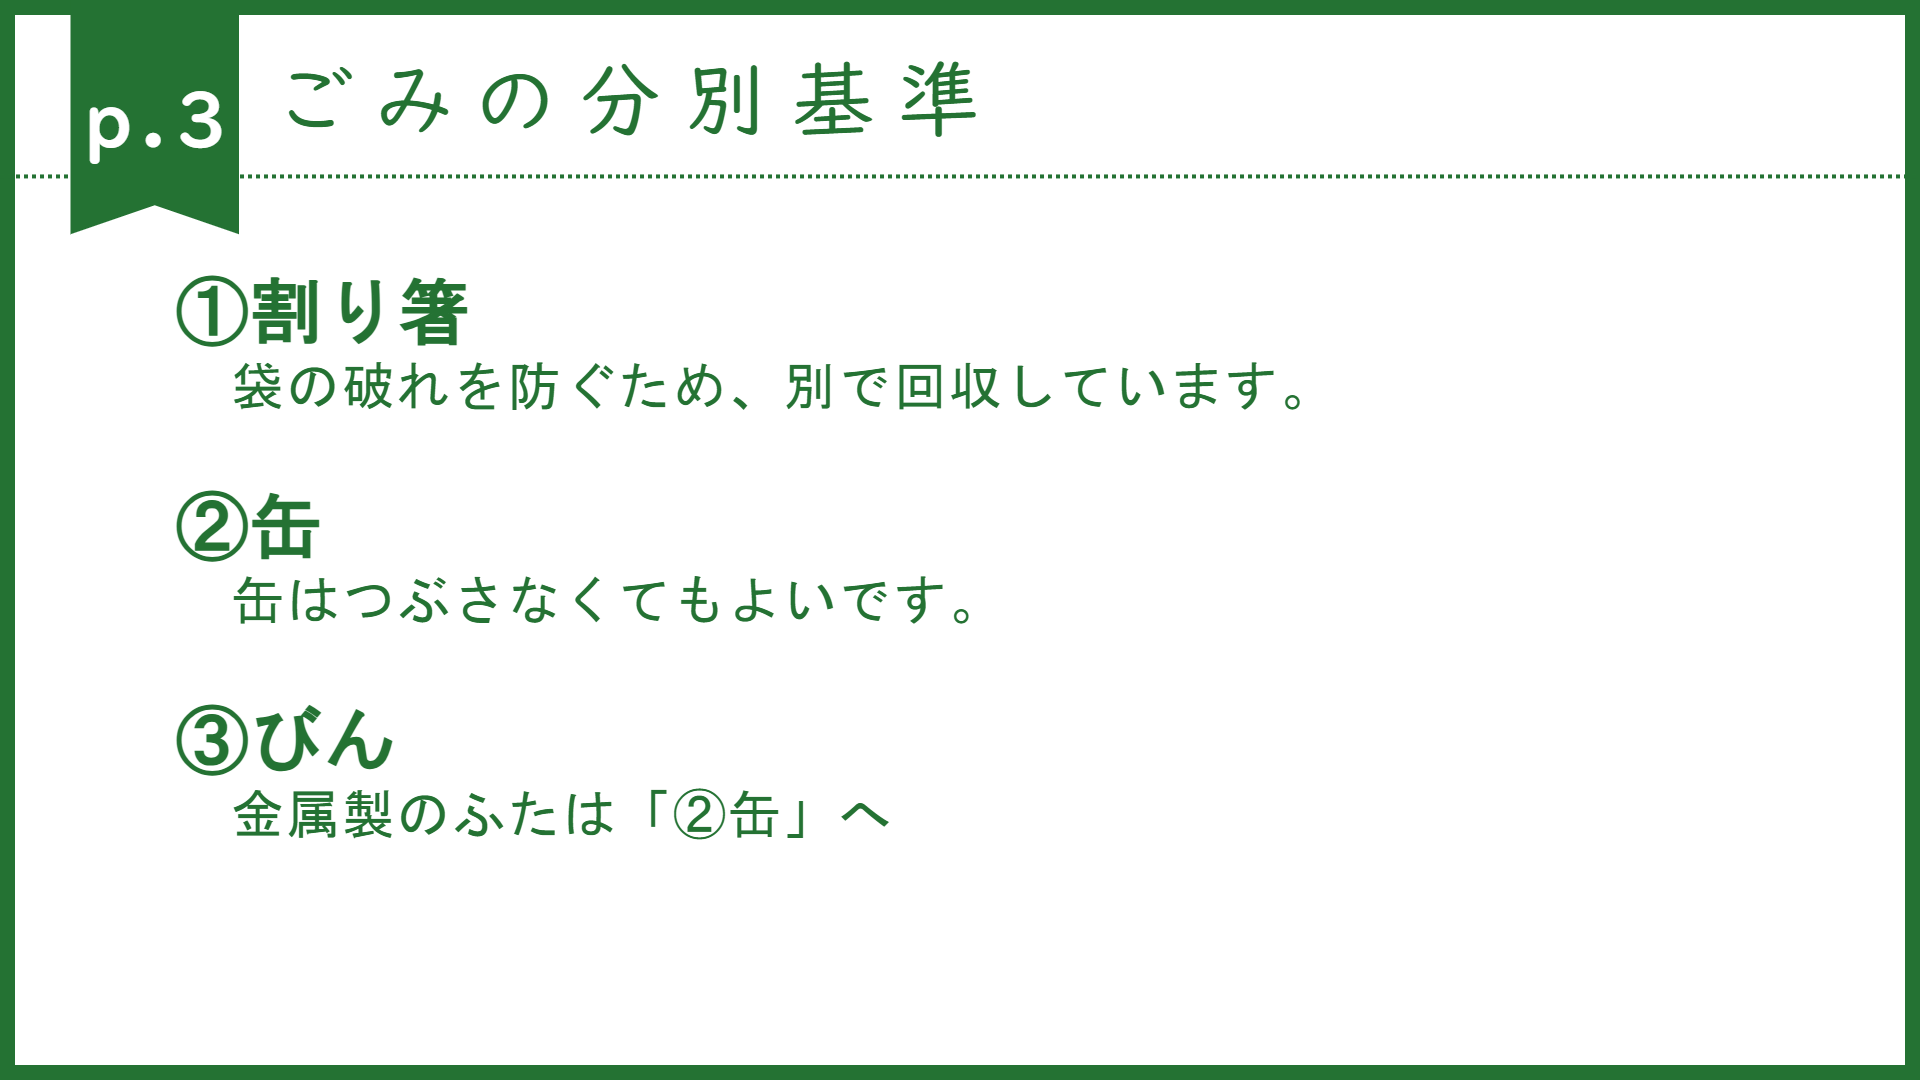 p.3
ごみの分別基準
①割り箸
袋の破れを防ぐため、別で回収しています。
②缶
缶はつぶさなくてもよいです。
③びん
金属製のふたは「②缶」へ